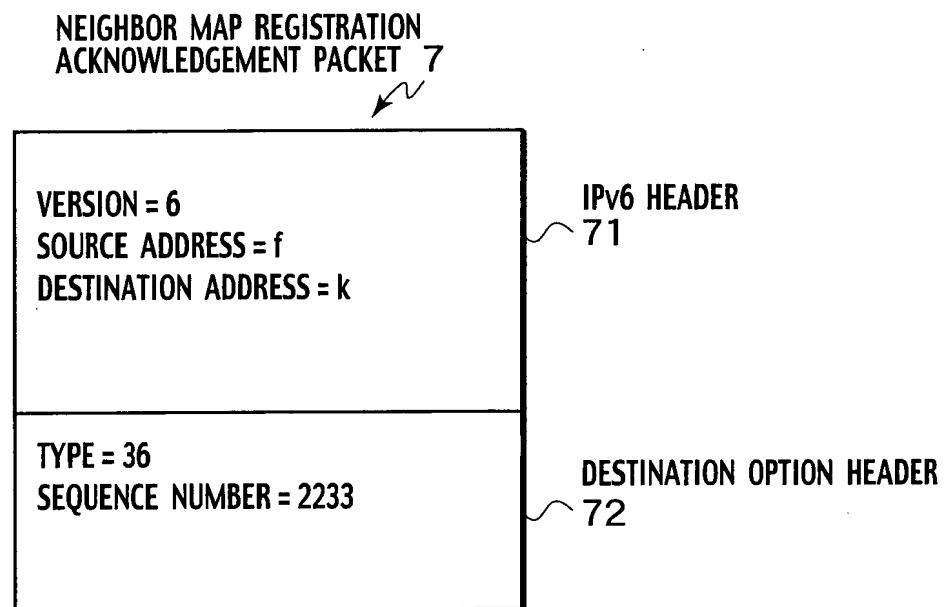 NEIGHBOR MAP REGISTRATION
ACKNOWLEDGEMENT PACKET 7
VERSION = 6
SOURCE ADDRESS = f
DESTINATION ADDRESS = k
IPv6 HEADER
71
TYPE = 36
SEQUENCE NUMBER = 2233
DESTINATION OPTION HEADER
72